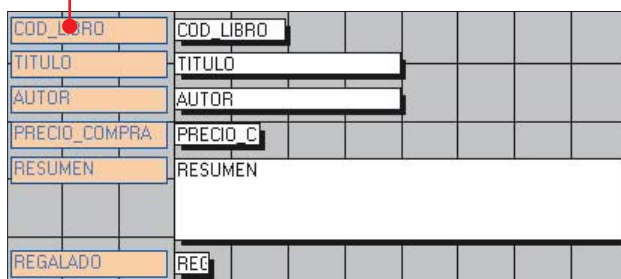 COD_LIBRO COD_LIBRO
TITULO TITULO
AUTOR AUTOR
PRECIO_COMPRA PRECIO_C
RESUMEN RESUMEN
REGALADO REG